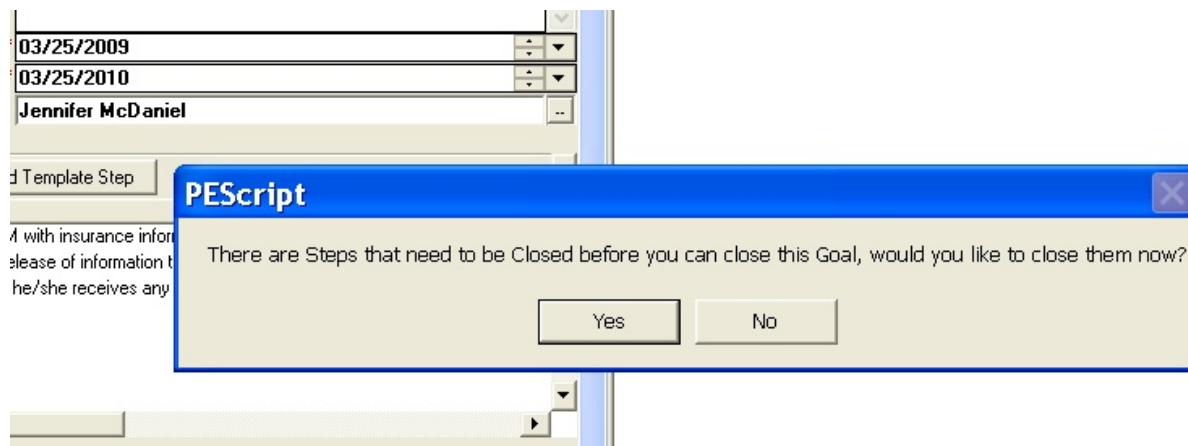 03/25/2009
03/25/2010
Jennifer McDaniel
Template Step
PEScript
with insurance infor
elease of information t
he/she receives any
There are Steps that need to be Closed before you can close this Goal, would you like to close them now?
Yes No